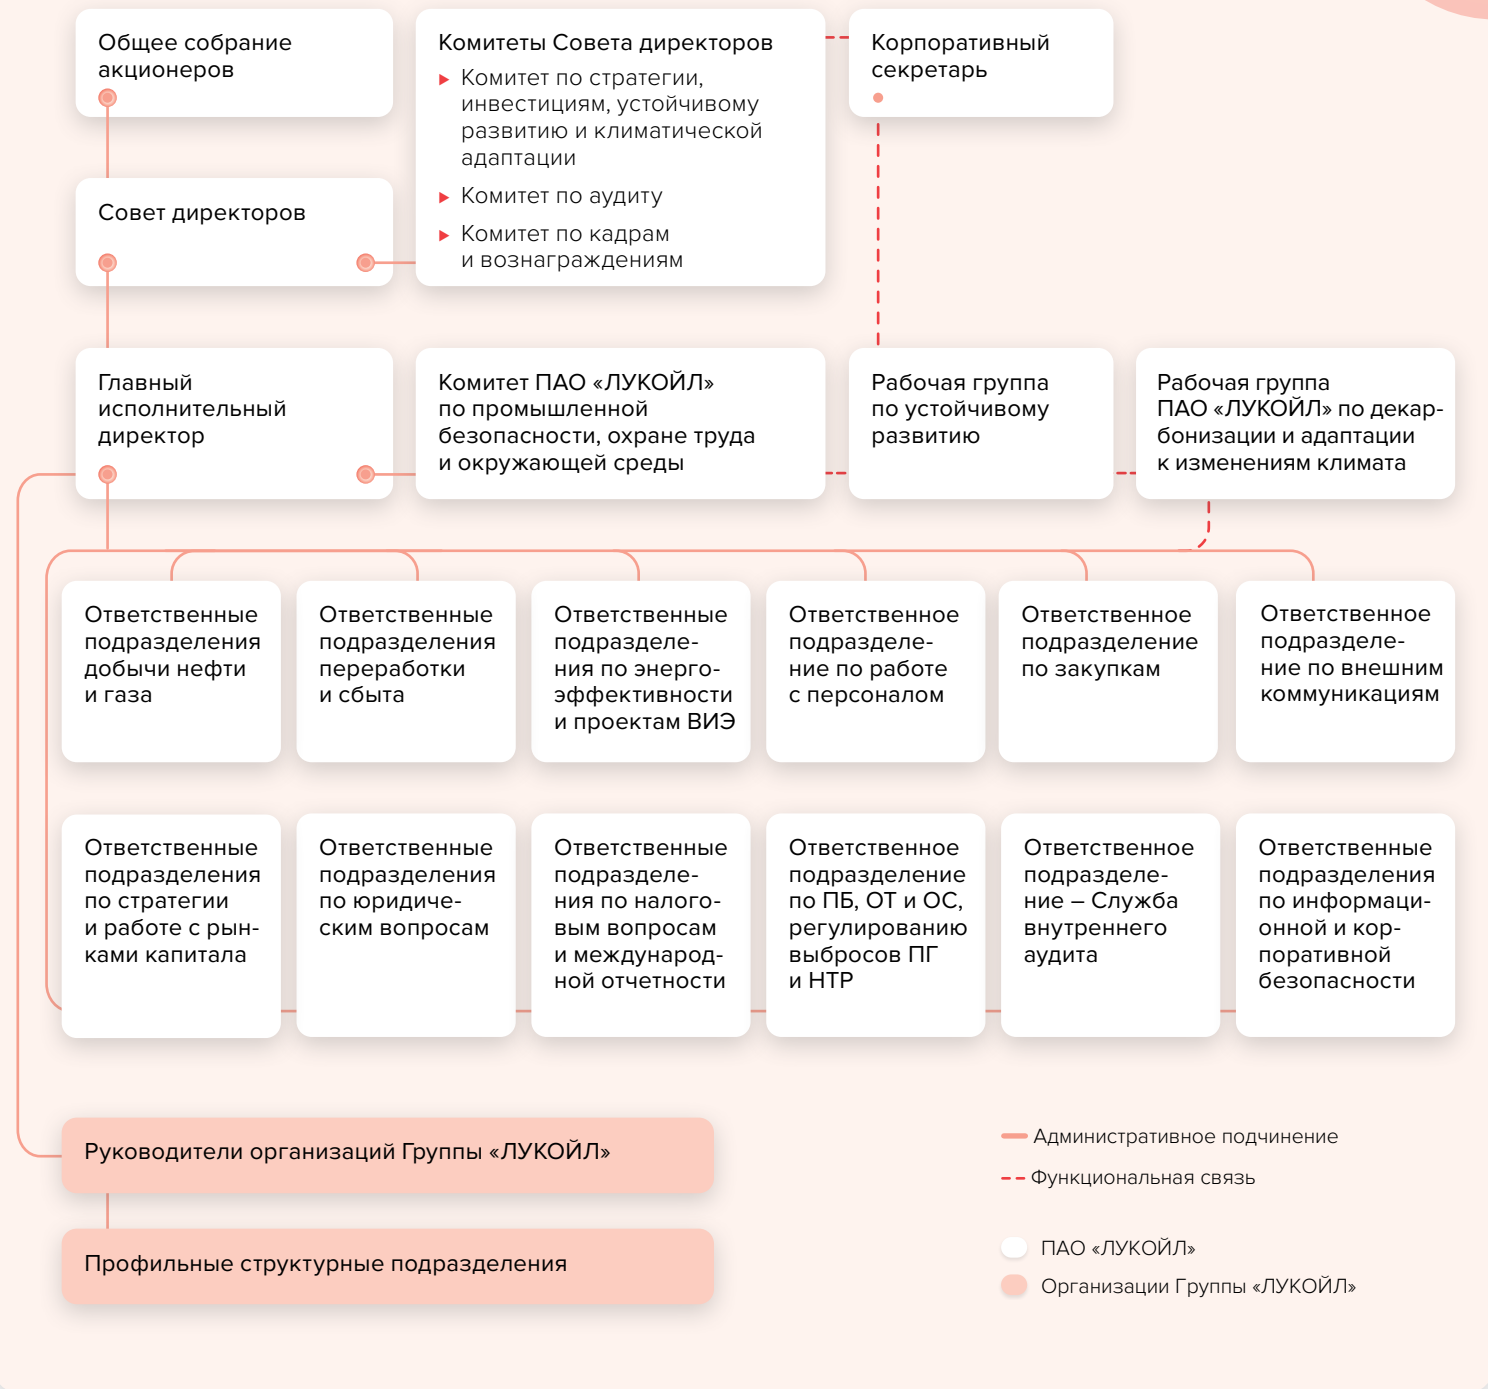 Общее собрание
акционеров
Комитеты Совета директоров
Комитет по стратегии,
инвестициям, устойчивому
развитию и климатической
адаптации
Комитет по аудиту
Комитет по кадрам
и вознаграждениям
Корпоративный
секретарь
Совет директоров
Главный
исполнительный
директор
Комитет ПАО «ЛУКОЙЛ»
по промышленной
безопасности, охране труда
и окружающей среды
Рабочая группа
по устойчивому
развитию
Рабочая группа
ПАО «ЛУКОЙЛ» по декар-
бонизации и адаптации
к изменениям климата
Ответственные
подразделения
добычи нефти
и газа
Ответственные
подразделения
переработки
и сбыта
Ответственные
подразделе-
ния по энерго-
эффективности
и проектам ВИЭ
Ответственное
подразделе-
ние по работе
с персоналом
Ответственное
подразделение
по закупкам
Ответственное
подразделе-
ние по внешним
коммуникациям
Ответственные
подразделения
по стратегии
и работе с рын-
ками капитала
Ответственные
подразделения
по юридиче-
ским вопросам
Ответственные
подразделе-
ния по налого-
вым вопросам
и международ-
ной отчетности
Ответственное
подразделение
по ПБ, ОТ и ОС,
регулированию
выбросов ПГ
и НТР
Ответственное
подразделе-
ние – Служба
внутреннего
аудита
Ответственные
подразделения
по информаци-
онной и кор-
поративной
безопасности
Руководители организаций Группы «ЛУКОЙЛ»
Профильные структурные подразделения
Административное подчинение
Функциональная связь
ПАО «ЛУКОЙЛ»
Организации Группы «ЛУКОЙЛ»